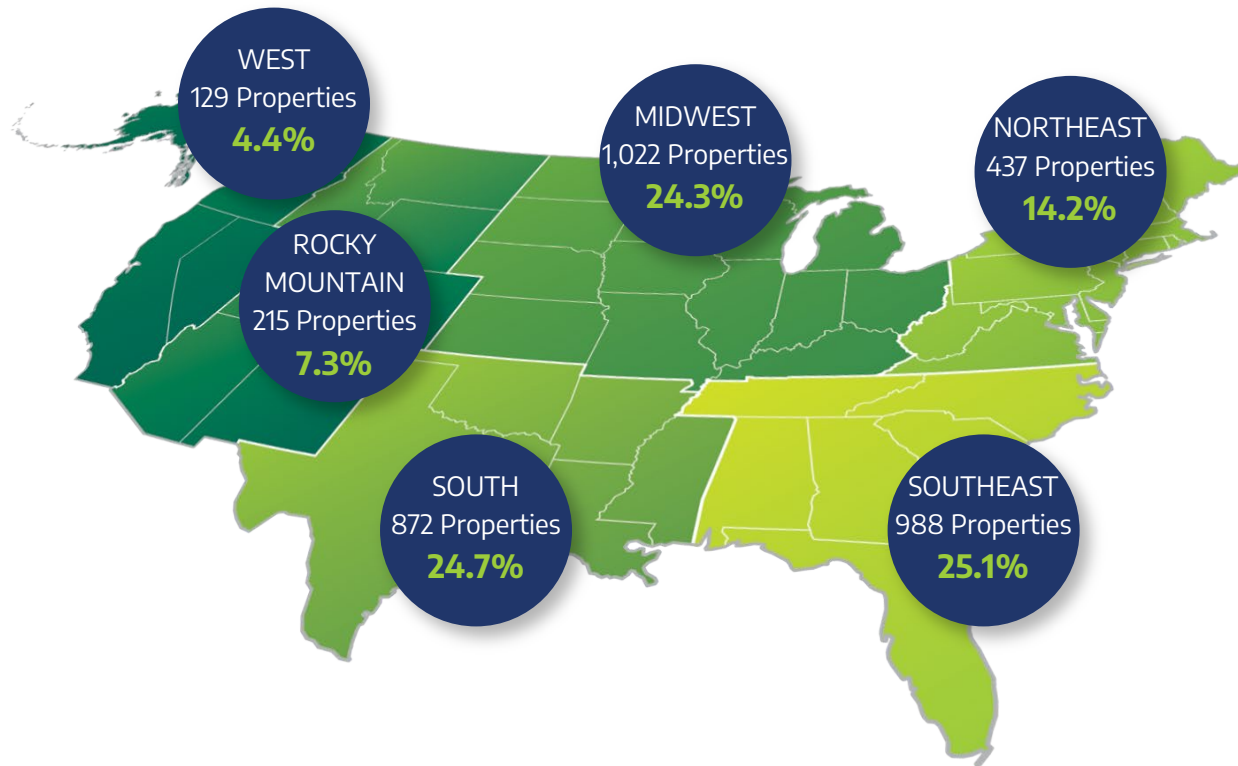 WEST
129 Properties
4.4%
MIDWEST
1,022 Properties
24.3%
NORTHEAST
437 Properties
14.2%
ROCKY
MOUNTAIN
215 Properties
7.3%
SOUTH
872 Properties
24.7%
SOUTHEAST
988 Properties
25.1%